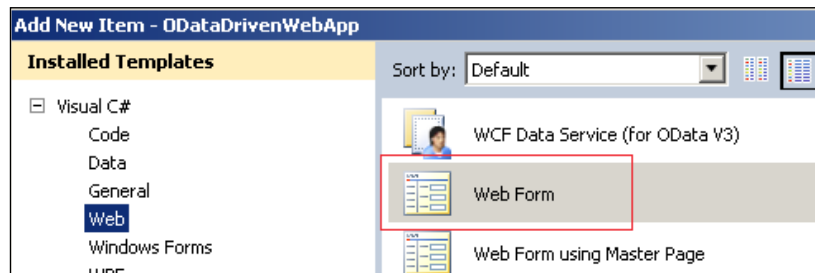 Add New Item - ODataDrivenWebApp
Installed Templates
Sort by: Default
Visual C#
Code
Data
General
Web
Windows Forms
WPF
WCF Data Service (for OData V3)
Web Form
Web Form using Master Page